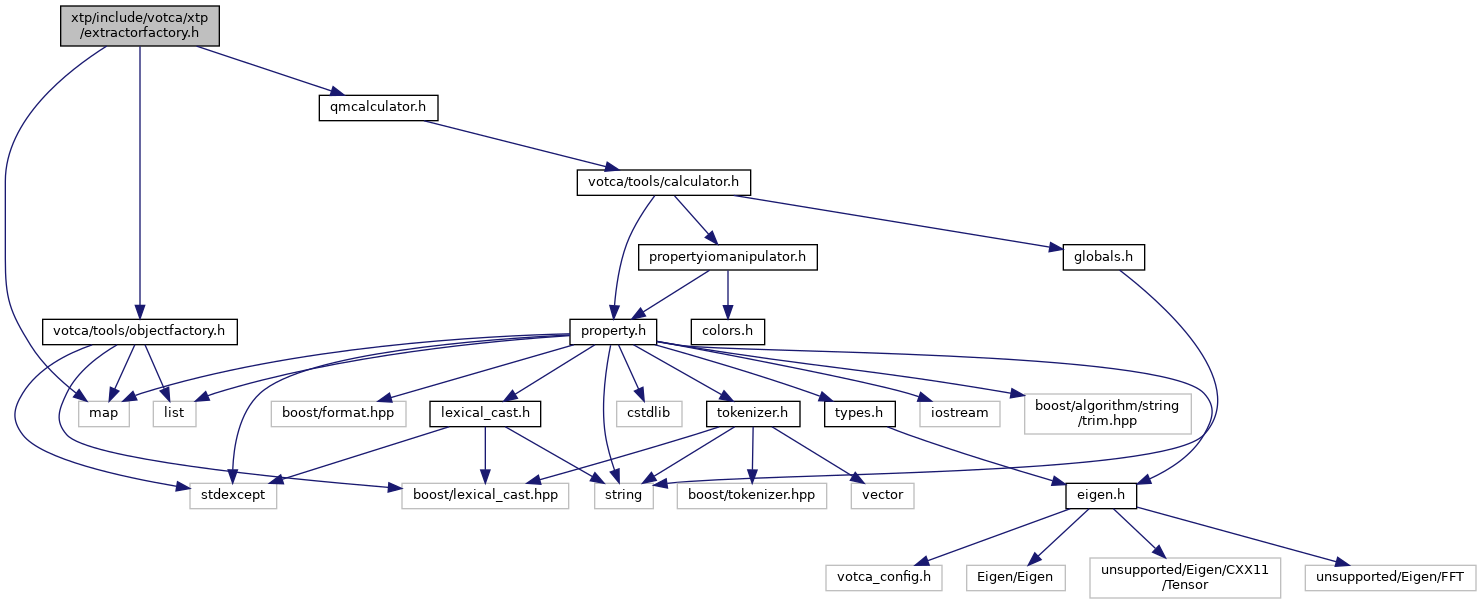 xtp/include/votca/xtp
/extractorfactory.h
qmcalculator.h
votca/tools/calculator.h
propertyiomanipulator.h
globals.h
votca/tools/objectfactory.h
property.h
colors.h
map
list
boost/format.hpp
lexical_cast.h
cstdlib
tokenizer.h
types.h
iostream
boost/algorithm/string
/trim.hpp
stdexcept
boost/lexical_cast.hpp
string
boost/tokenizer.hpp
vector
eigen.h
votca_config.h
Eigen/Eigen
unsupported/Eigen/CXX11
/Tensor
unsupported/Eigen/FFT